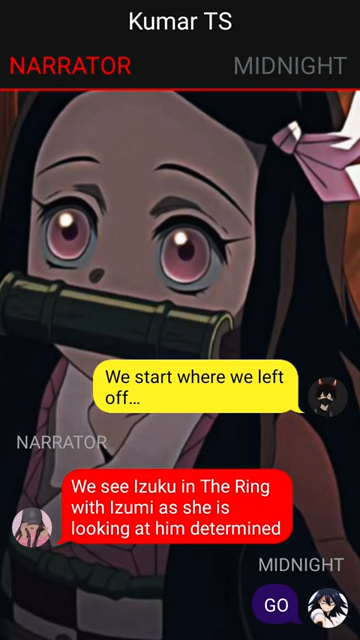 Kumar TS
NARRATOR MIDNIGHT
We start where we left
off...
NARRATOR
We see Izuku in The Ring
with Izumi as she is
looking at him determined
MIDNIGHT
GO